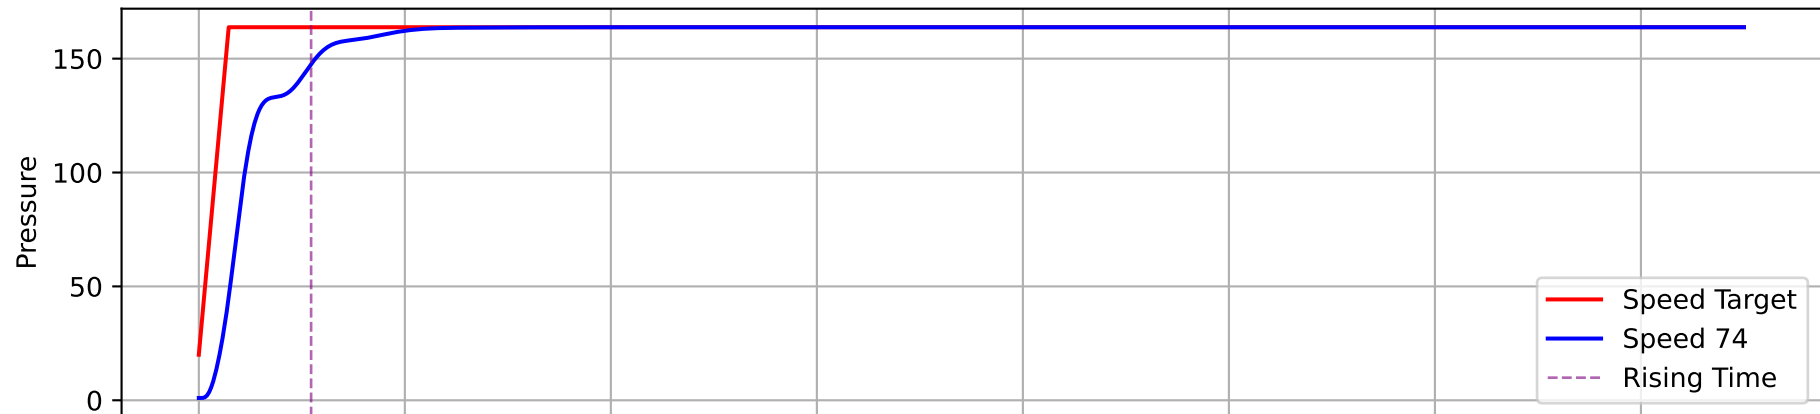 150
100
50
0
Pressure
Speed Target
Speed 74
Rising Time